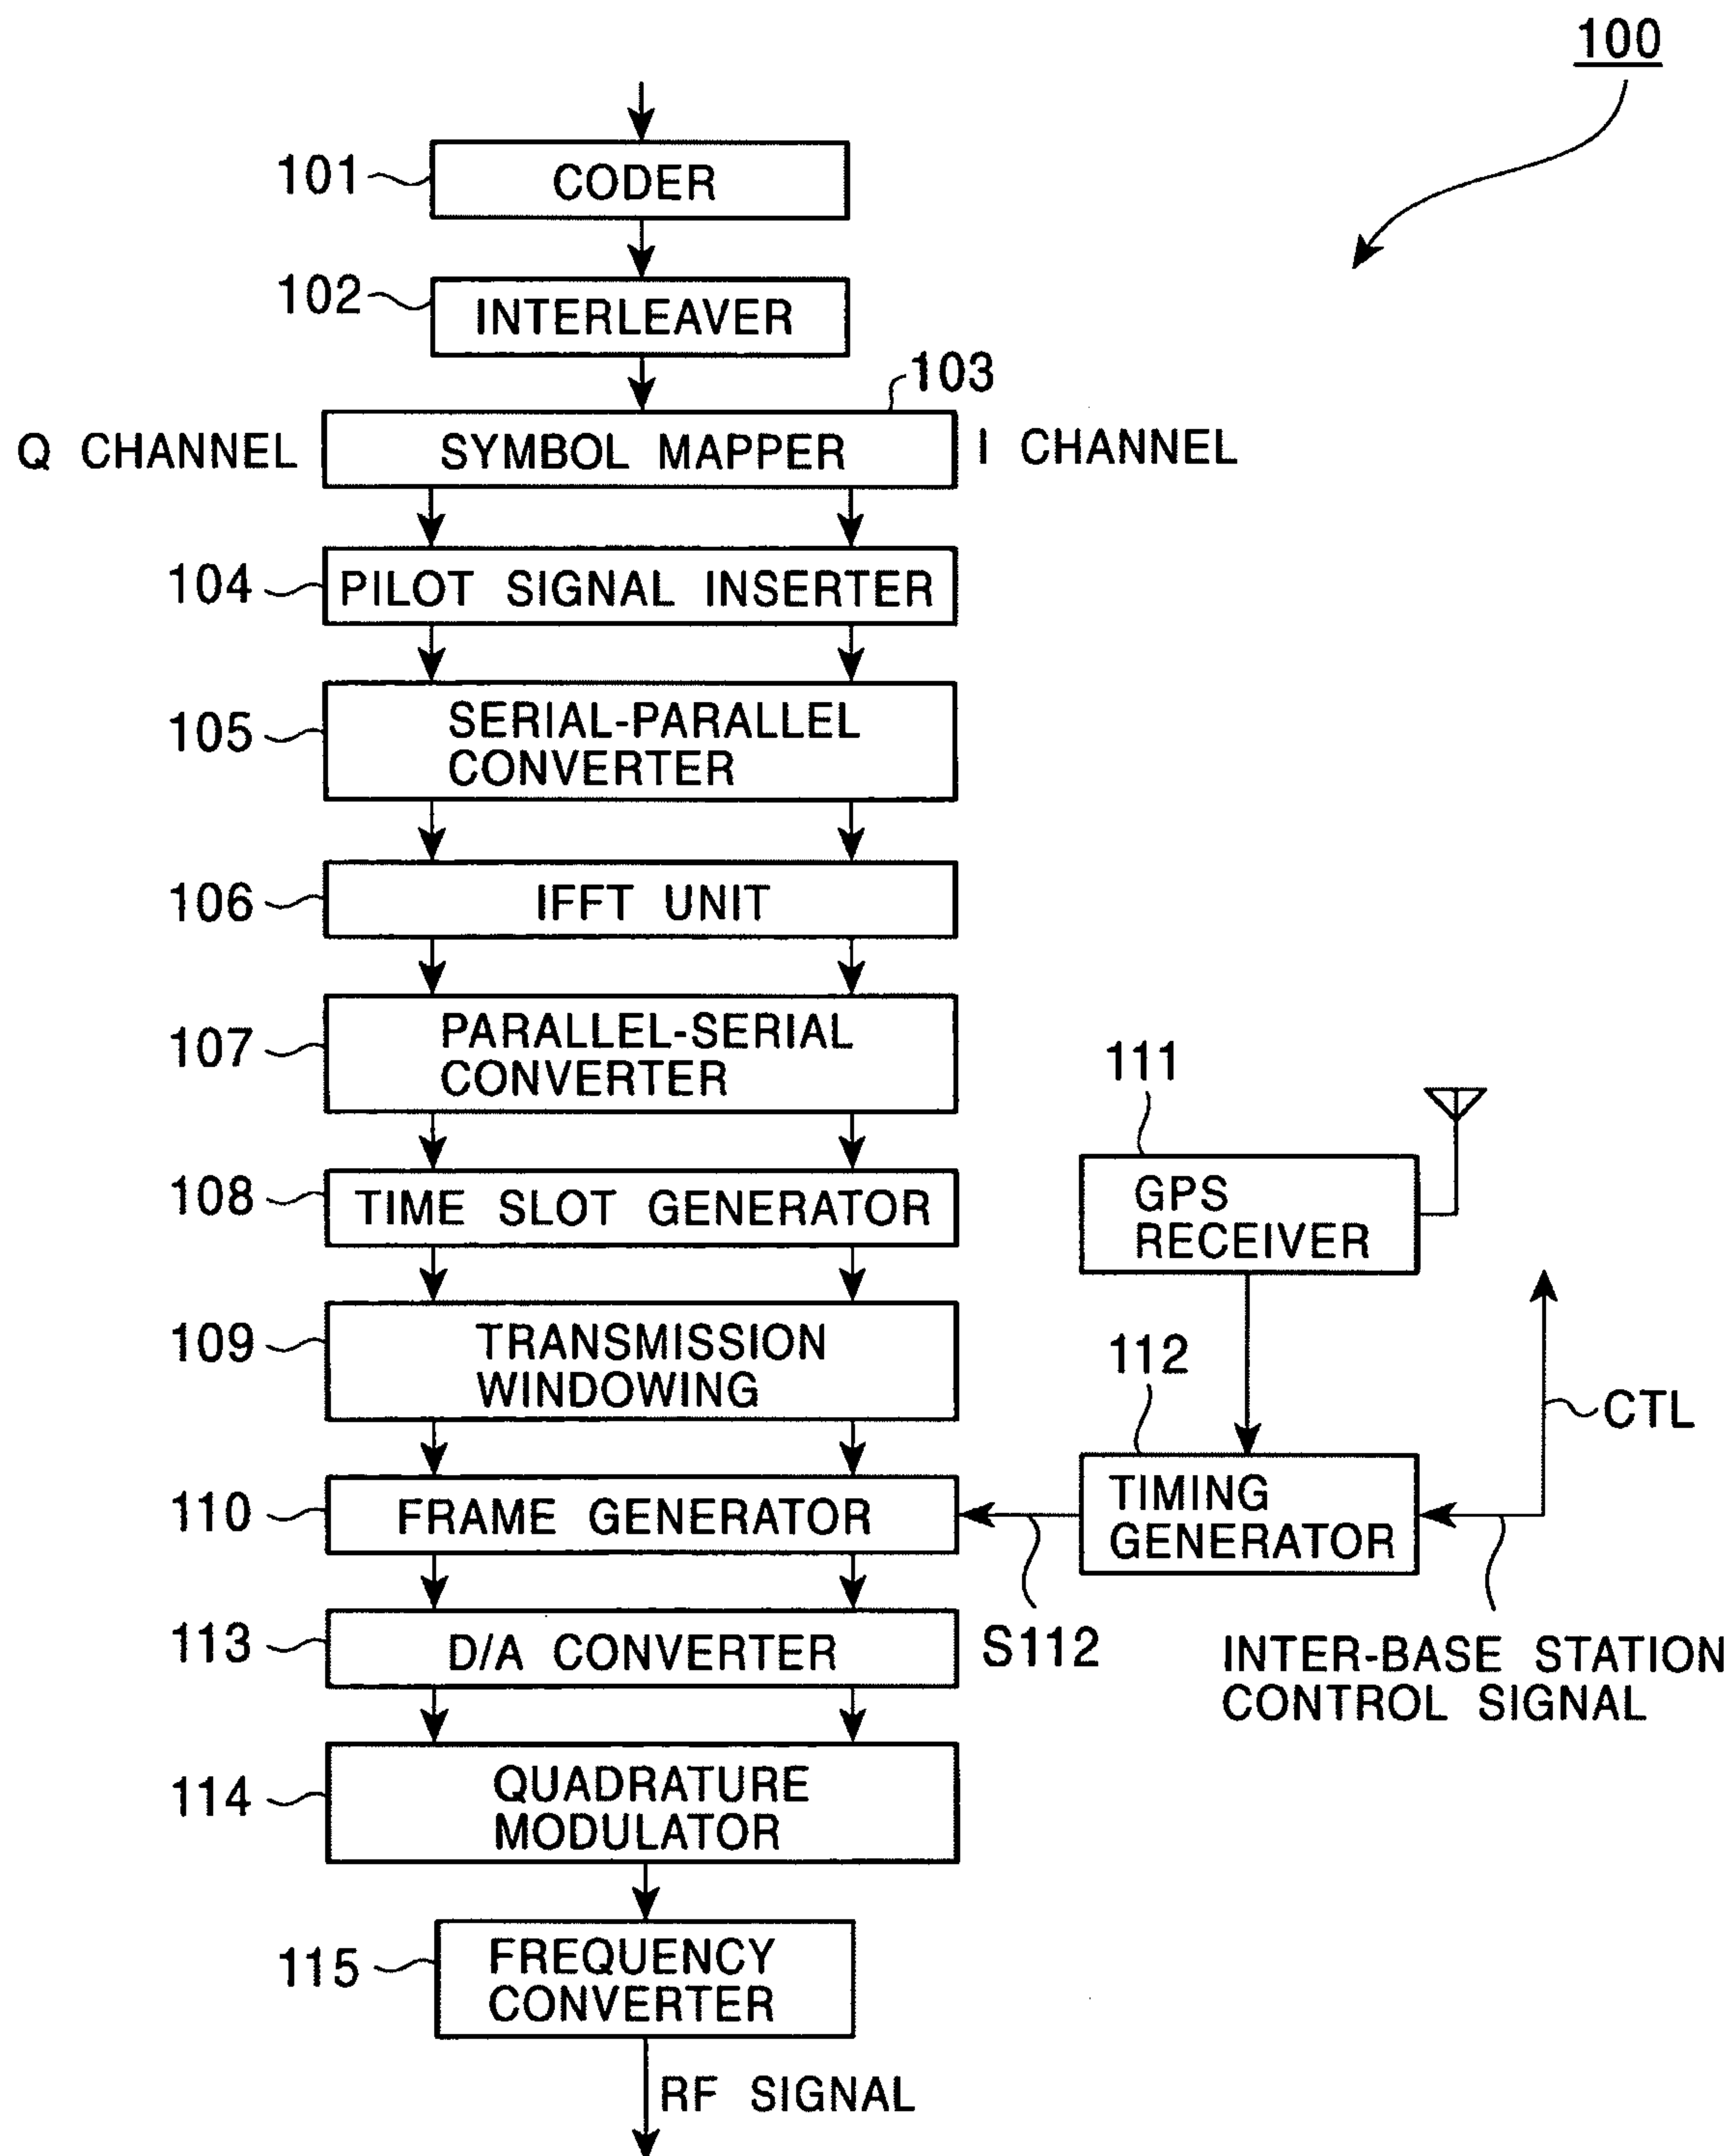 100
101
CODER
102
INTERLEAVER
103
Q CHANNEL
SYMBOL MAPPER
I CHANNEL
104
PILOT SIGNAL INSERTER
105
SERIAL-PARALLEL
CONVERTER
106
IFFT UNIT
107
PARALLEL-SERIAL
CONVERTER
111
GPS
RECEIVER
108
TIME SLOT GENERATOR
109
TRANSMISSION
WINDOWING
112
CTL
110
FRAME GENERATOR
TIMING
GENERATOR
113
D/A CONVERTER
S112
INTER-BASE STATION
CONTROL SIGNAL
114
QUADRATURE
MODULATOR
115
FREQUENCY
CONVERTER
RF SIGNAL